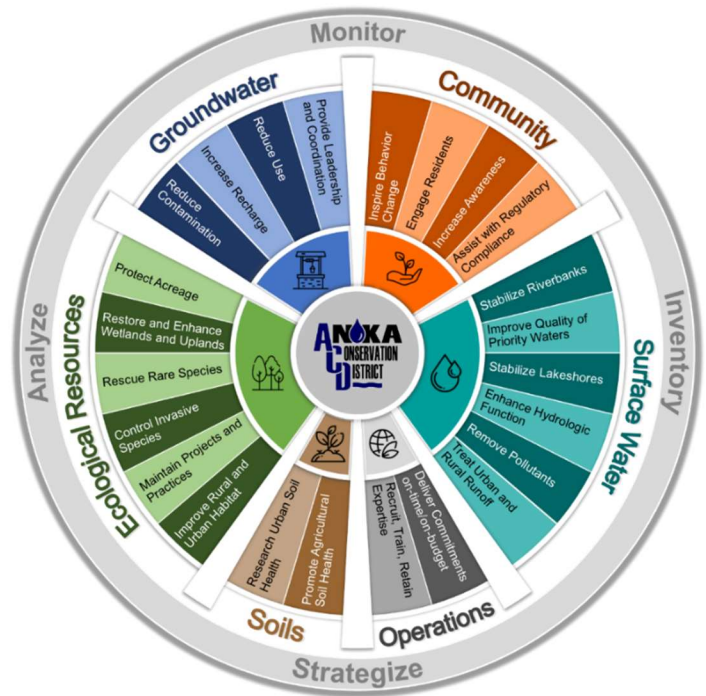 Monitor
Groundwater
Reduce
Contamination
Increase Recharge
Reduce Use
Provide Leadership
and Coordination
Community
Inspire Behavior
Change
Engage Residents
Increase Awareness
Assist with Regulatory
Compliance
Inventory
Surface Water
Stabilize Riverbanks
Improve Quality of
Priority Waters
Stabilize Lakeshores
Enhance Hydrologic
Function
Remove Pollutants
Treat Urban and
Rural Runoff
Operations
Deliver Commitments
on-time/on-budget
Recruit, Train, Retain
Expertise
Strategize
Soils
Promote Agricultural
Soil Health
Research Urban Soil
Health
Analyze
Ecological Resources
Protect Acreage
Restore and Enhance
Wetlands and Uplands
Rescue Rare Species
Control Invasive
Species
Maintain Projects and
Practices
Improve Rural and
Urban Habitat
ANOKA
CONSERVATION
DISTRICT